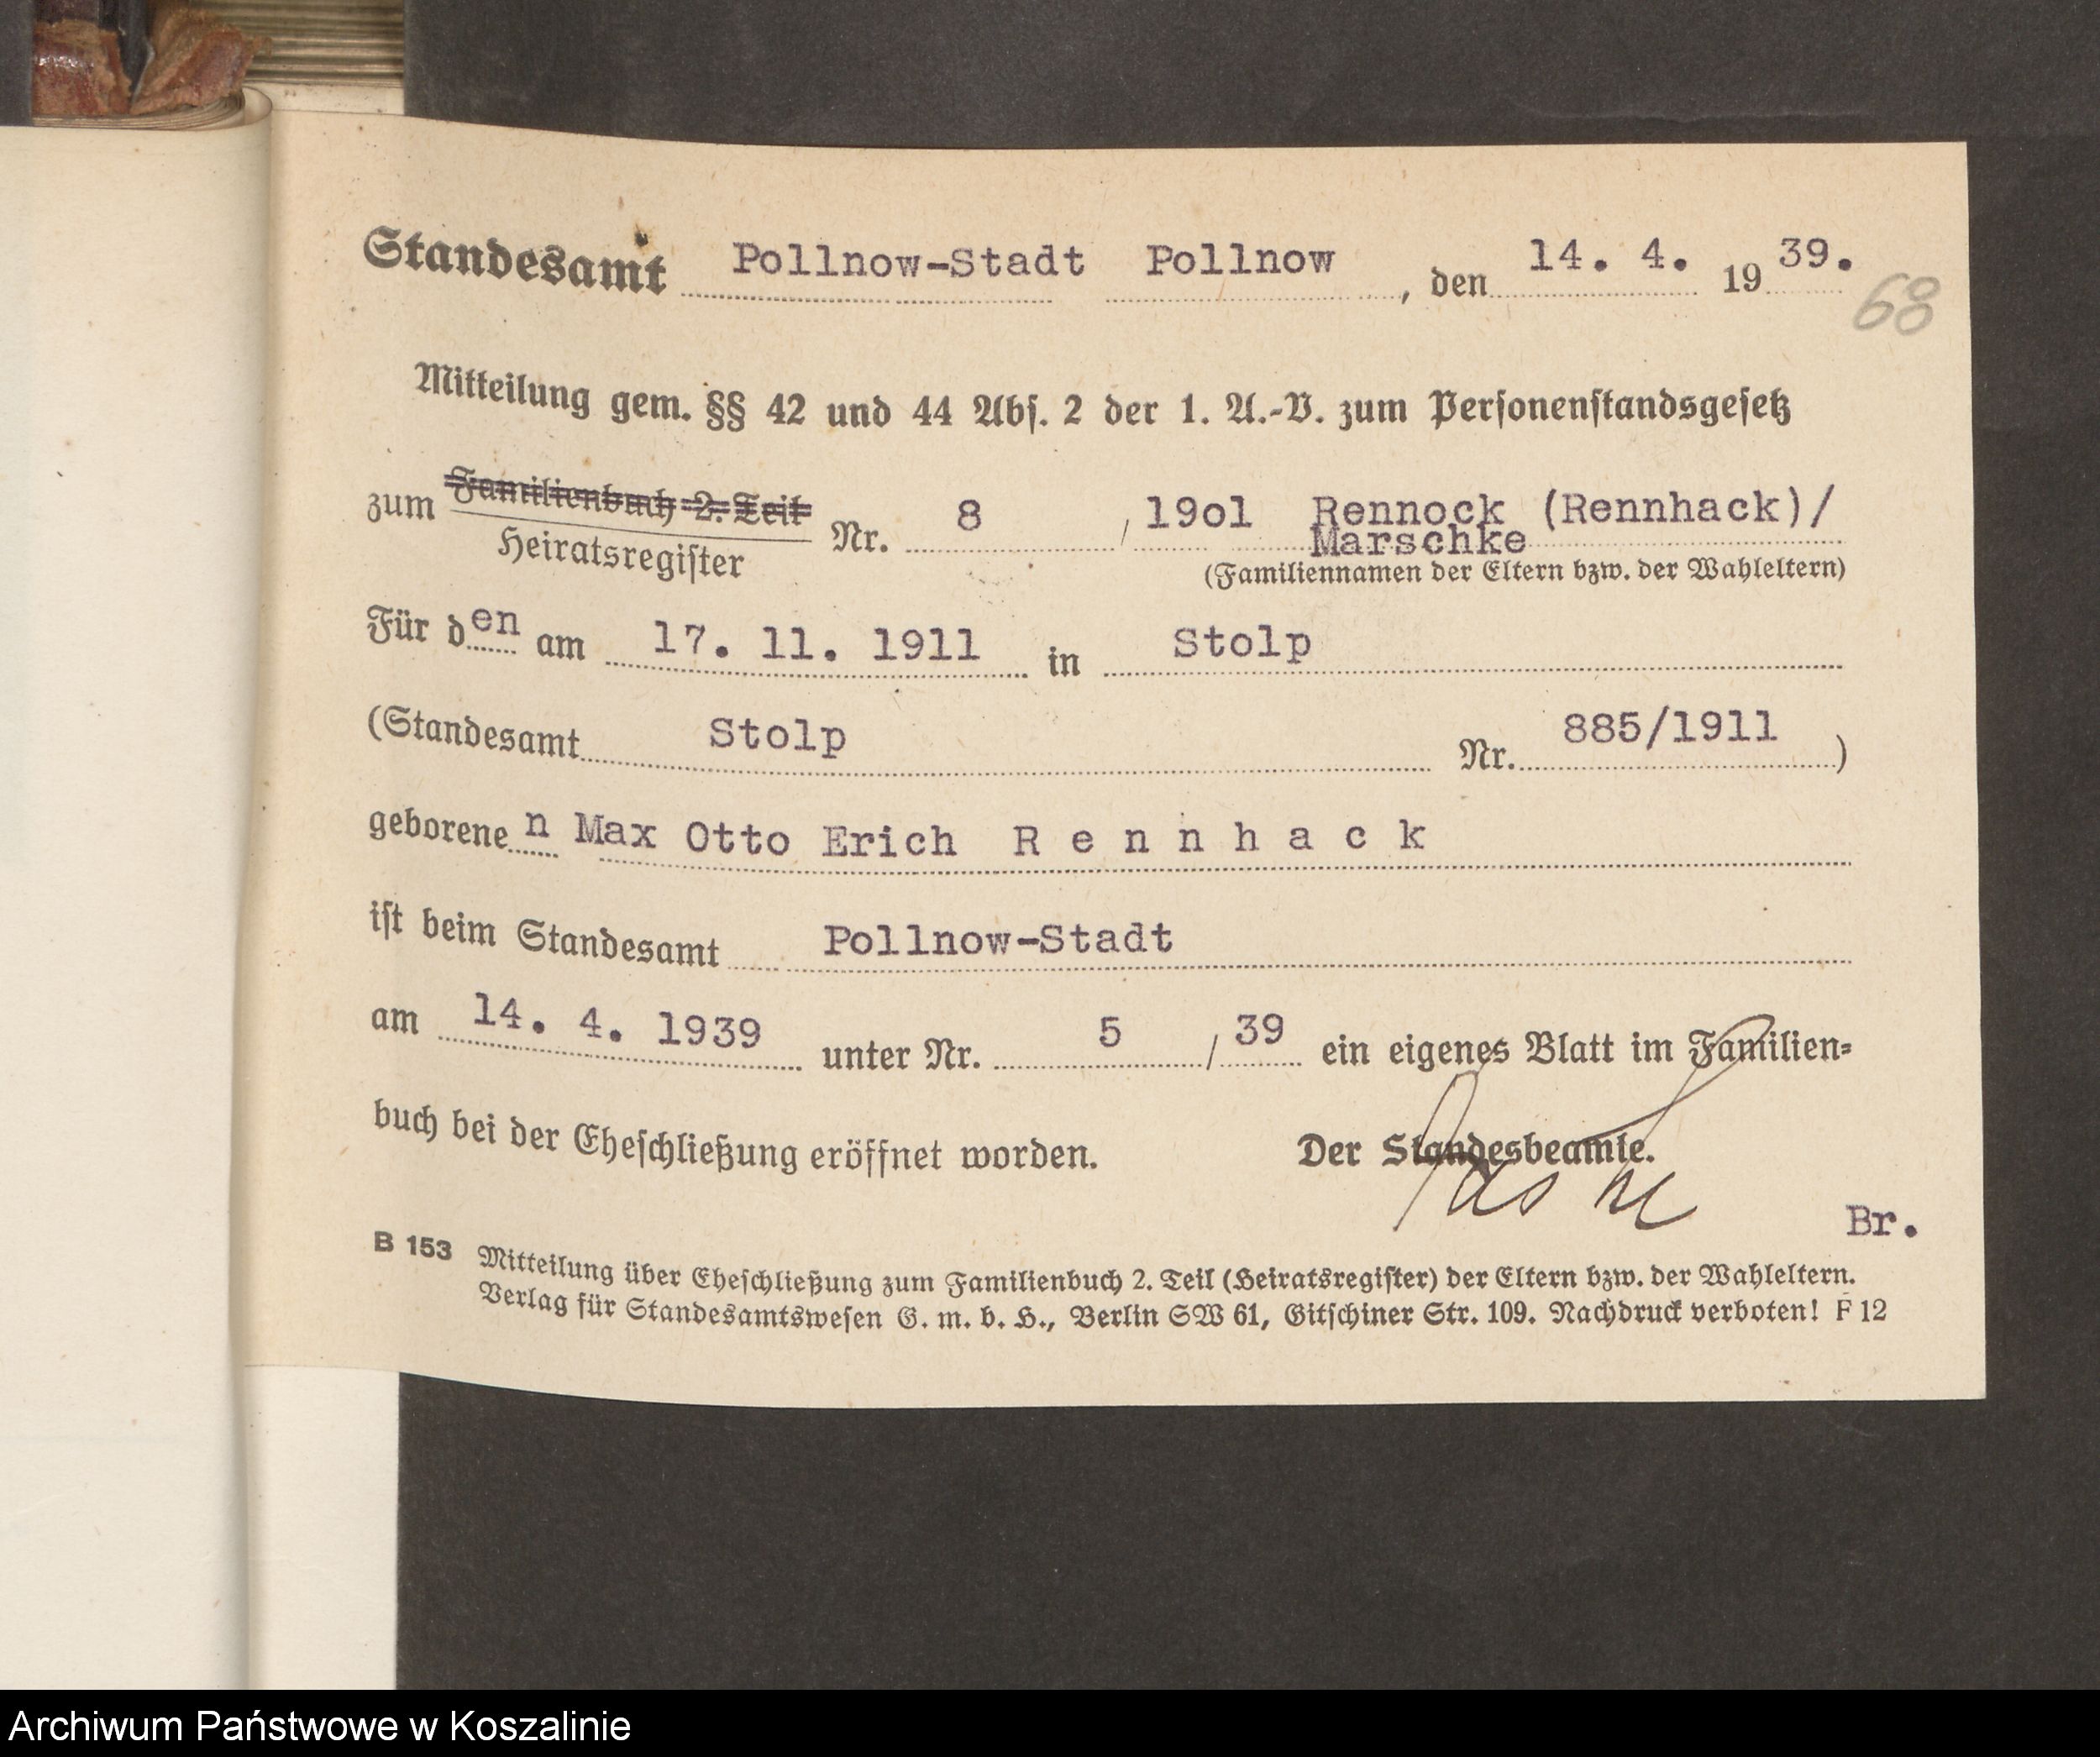 Standesamt Pollnow-Stadt Pollnow, den 14. 4. 1939.
68
Mitteilung gem. §§ 42 und 44 Abs. 2 der 1. A.-V. zum Personenstandsgesetz
zum Familienbuch 2. Teil
Heiratsregister Nr. 8 / 19o1 Rennock (Rennhack)/
Marschke
(Familiennamen der Eltern bzw. der Wahleltern)
Für den am 17. 11. 1911 in Stolp
(Standesamt Stolp Nr. 885/1911)
geborenen Max Otto Erich R e n n h a c k
ist beim Standesamt Pollnow-Stadt
am 14. 4. 1939 unter Nr. 5 / 39 ein eigenes Blatt im Familien=
buch bei der Eheschließung eröffnet worden. Der Standesbeamte.
Br.
B 153 Mitteilung über Eheschließung zum Familienbuch 2. Teil (Heiratsregister) der Eltern bzw. der Wahleltern.
Verlag für Standesamtswesen G. m. b. H., Berlin SW 61, Gitschiner Str. 109. Nachdruck verboten! F 12
Archiwum Państwowe w Koszalinie